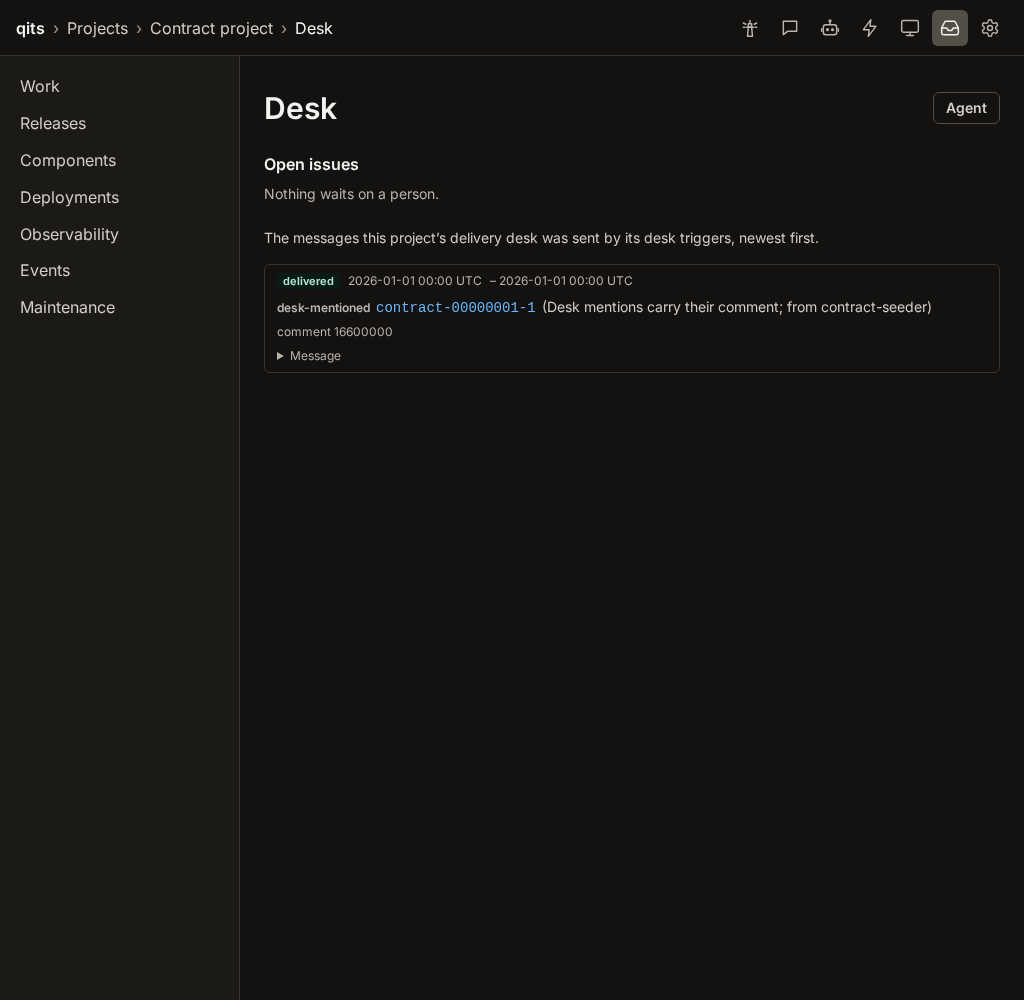 qits › Projects › Contract project › Desk
Work
Releases
Components
Deployments
Observability
Events
Maintenance
Desk
Agent
Open issues
Nothing waits on a person.
The messages this project’s delivery desk was sent by its desk triggers, newest first.
delivered 2026-01-01 00:00 UTC – 2026-01-01 00:00 UTC
desk-mentioned contract-00000001-1 (Desk mentions carry their comment; from contract-seeder)
comment 16600000
Message